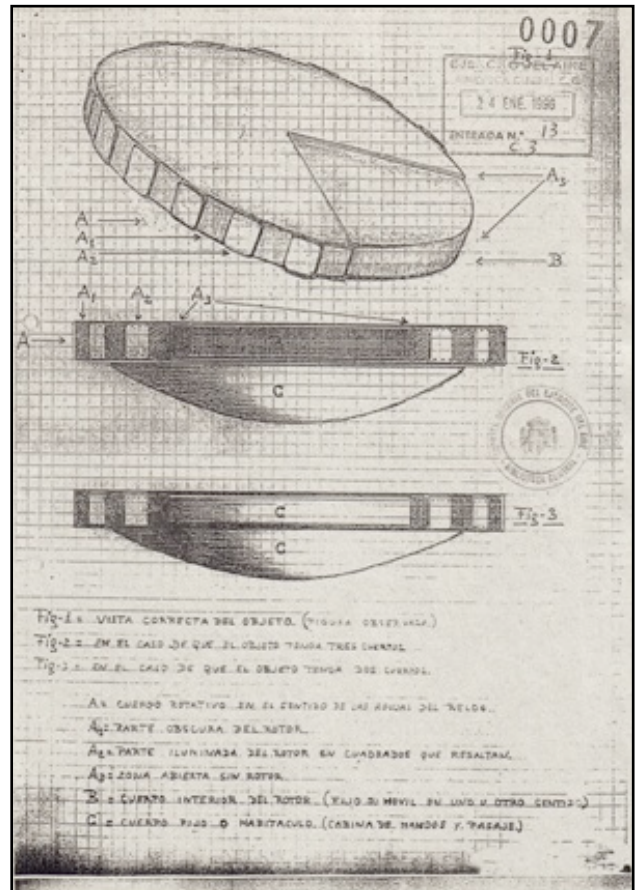 0007
Fig-1
24 ENE. 1990
ENTRADA N.° 13
C.3
A3
A
A1
A2
B
A1 A2 A3
A
Fig-2
C
C
Fig-3
C
Fig-1 = VISTA CORRECTA DEL OBJETO. (FIGURA OBSERVADA.)
Fig-2 = EN EL CASO DE QUE EL OBJETO TENGA TRES CUERPOS.
Fig-3 = EN EL CASO DE QUE EL OBJETO TENGA DOS CUERPOS.
A = CUERPO ROTATIVO EN EL SENTIDO DE LAS AGUJAS DEL RELOJ.
A1 = PARTE OBSCURA DEL ROTOR.
A2 = PARTE ILUMINADA DEL ROTOR EN CUADRADOS QUE RESALTAN.
A3 = ZONA ABIERTA SIN ROTOR.
B = CUERPO INTERIOR DEL ROTOR (FIJO O MOVIL EN UNO U OTRO SENTIDO)
C = CUERPO FIJO O HABITACULO. (CABINA DE MANDOS Y PASAJE.)